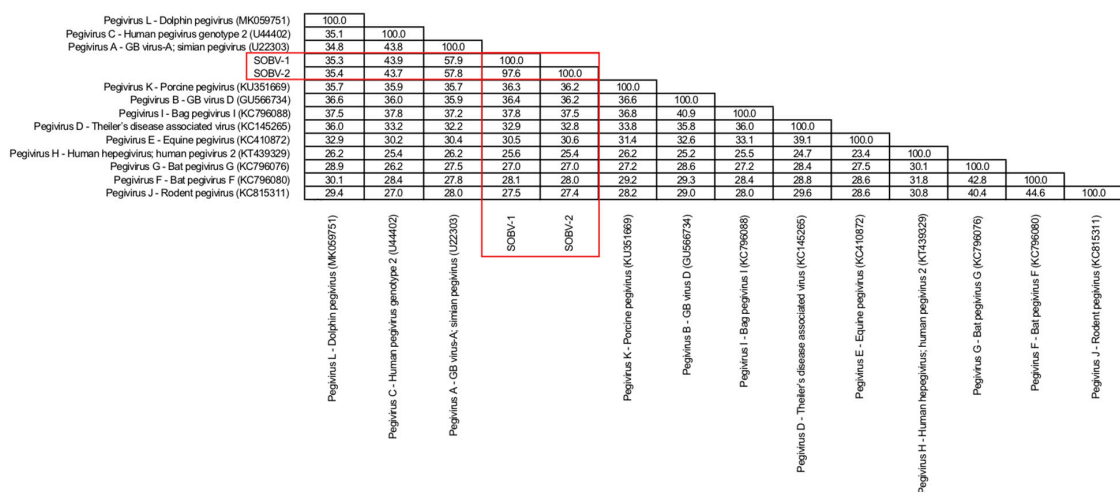 Pegivirus L - Dolphin pegivirus (MK059751) 100.0
Pegivirus C - Human pegivirus genotype 2 (U44402) 35.1 100.0
Pegivirus A - GB virus-A; simian pegivirus (U22303) 34.8 43.8 100.0
SOBV-1 35.3 43.9 57.9 100.0
SOBV-2 35.4 43.7 57.8 97.6 100.0
Pegivirus K - Porcine pegivirus (KU351669) 35.7 35.9 35.7 36.3 36.2 100.0
Pegivirus B - GB virus D (GU566734) 36.6 36.0 35.9 36.4 36.2 36.6 100.0
Pegivirus I - Bag pegivirus I (KC796088) 37.5 37.8 37.2 37.8 37.5 36.8 40.9 100.0
Pegivirus D - Theiler's disease associated virus (KC145265) 36.0 33.2 32.2 32.9 32.8 33.8 35.8 36.0 100.0
Pegivirus E - Equine pegivirus (KC410872) 32.9 30.2 30.4 30.5 30.6 31.4 32.6 33.1 39.1 100.0
Pegivirus H - Human hepegivirus; human pegivirus 2 (KT439329) 26.2 25.4 26.2 25.6 25.4 26.2 25.2 25.5 24.7 23.4 100.0
Pegivirus G - Bat pegivirus G (KC796076) 28.9 26.2 27.5 27.0 27.0 27.2 28.6 27.2 28.4 27.5 30.1 100.0
Pegivirus F - Bat pegivirus F (KC796080) 30.1 28.4 27.8 28.1 28.0 29.2 29.3 28.4 28.8 28.6 31.8 42.8 100.0
Pegivirus J - Rodent pegivirus (KC815311) 29.4 27.0 28.0 27.5 27.4 28.2 29.0 28.0 29.6 28.6 30.8 40.4 44.6 100.0
Pegivirus L - Dolphin pegivirus (MK059751)
Pegivirus C - Human pegivirus genotype 2 (U44402)
Pegivirus A - GB virus-A; simian pegivirus (U22303)
SOBV-1
SOBV-2
Pegivirus K - Porcine pegivirus (KU351669)
Pegivirus B - GB virus D (GU566734)
Pegivirus I - Bag pegivirus (KC796088)
Pegivirus D - Theiler's disease associated virus (KC145265)
Pegivirus E - Equine pegivirus (KC410872)
Pegivirus H - Human hepegivirus; human pegivirus 2 (KT439329)
Pegivirus G - Bat pegivirus G (KC796076)
Pegivirus F - Bat pegivirus F (KC796080)
Pegivirus J - Rodent pegivirus (KC815311)